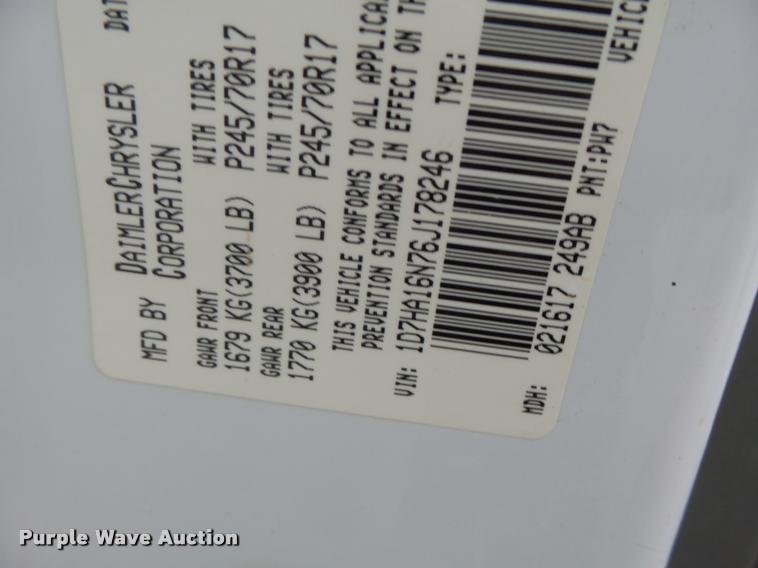 MFD BY DAIMLERCHRYSLER
CORPORATION
GAWR FRONT WITH TIRES
1679 KG(3700 LB) P245/70R17
GAWR REAR WITH TIRES
1770 KG(3900 LB) P245/70R17
THIS VEHICLE CONFORMS TO ALL APPLICA
PREVENTION STANDARDS IN EFFECT ON TH
VIN: 1D7HA16N76J178246 TYPE:
MDH: 021617 249AB PNT:PW7
Purple Wave Auction